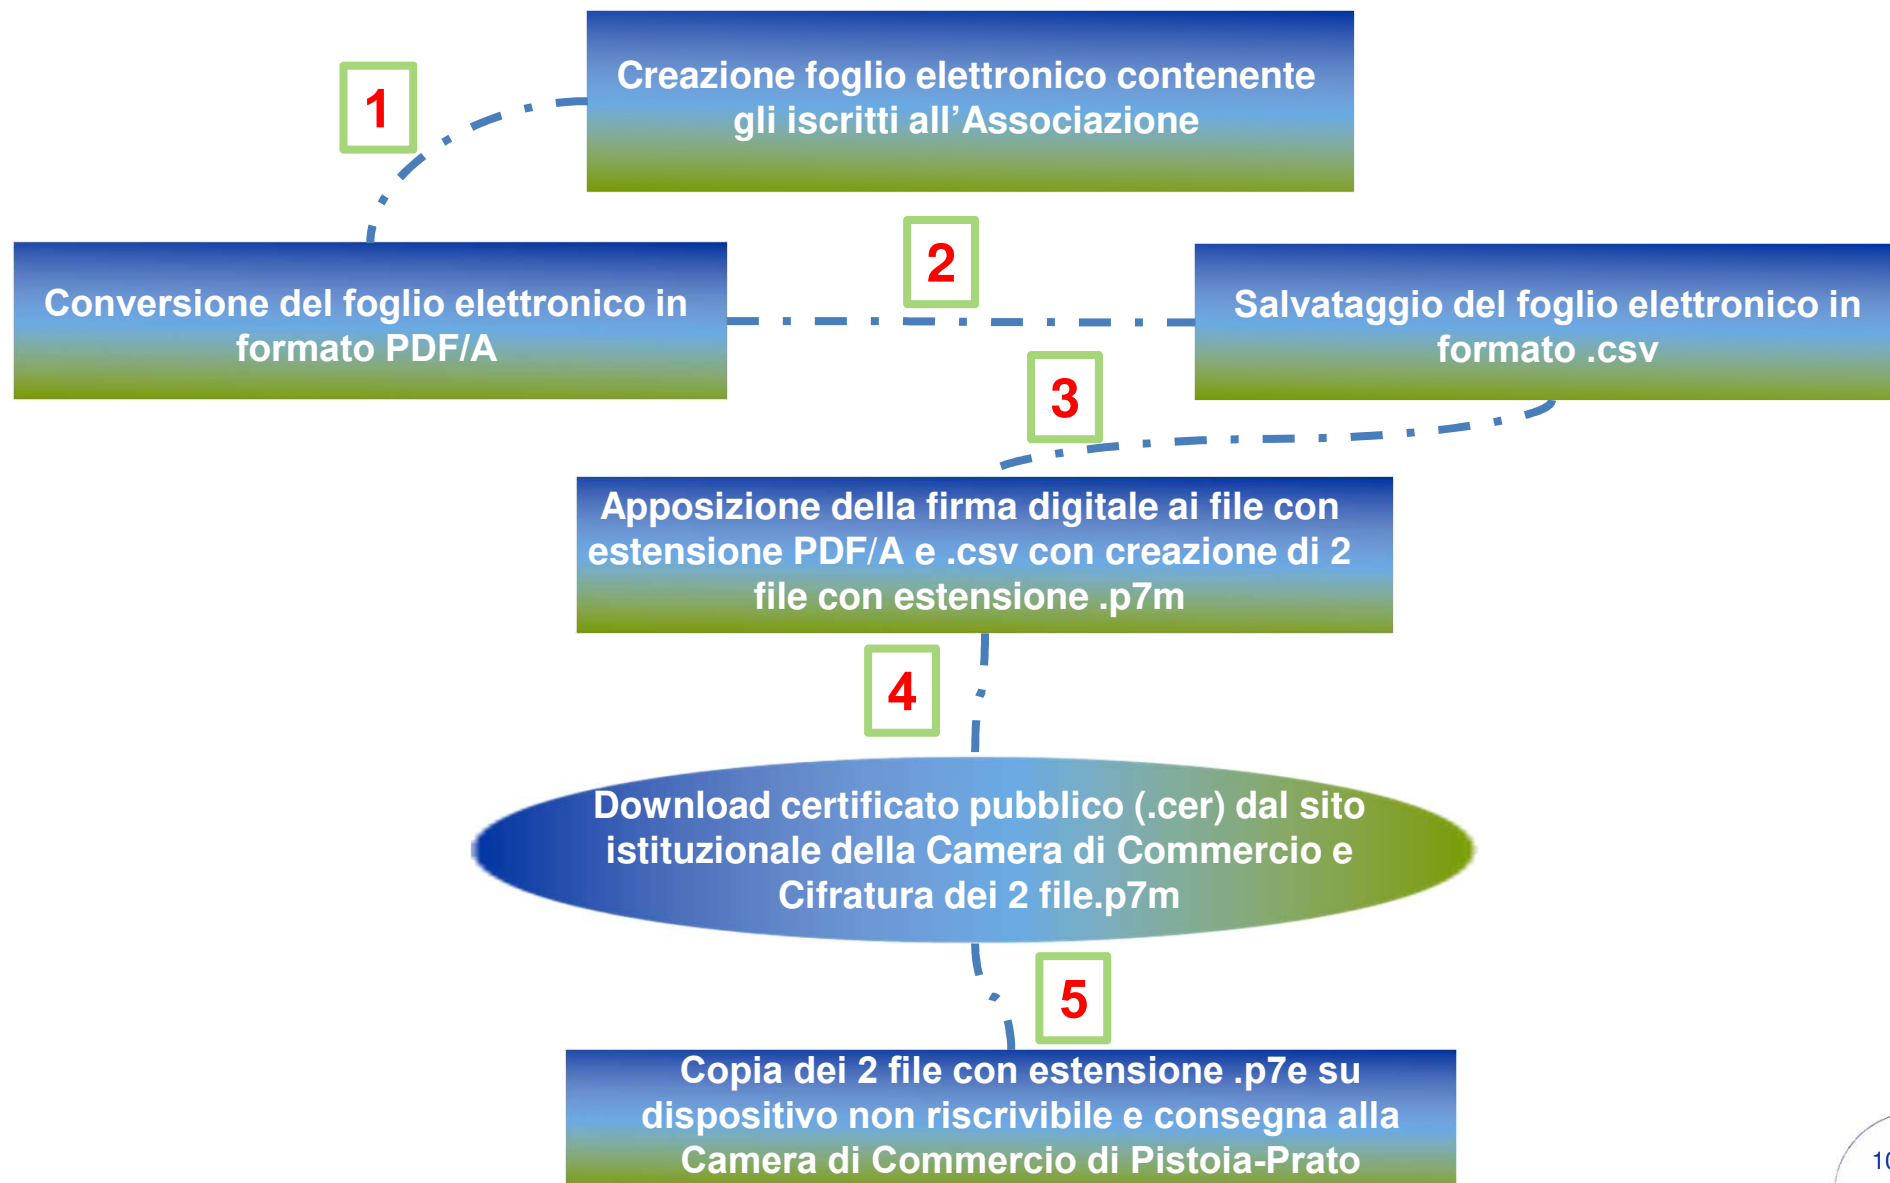 Creazione foglio elettronico contenente
gli iscritti all’Associazione
1
Conversione del foglio elettronico in
formato PDF/A
2
Salvataggio del foglio elettronico in
formato .csv
3
Apposizione della firma digitale ai file con
estensione PDF/A e .csv con creazione di 2
file con estensione .p7m
4
Download certificato pubblico (.cer) dal sito
istituzionale della Camera di Commercio e
Cifratura dei 2 file.p7m
5
Copia dei 2 file con estensione .p7e su
dispositivo non riscrivibile e consegna alla
Camera di Commercio di Pistoia-Prato
10